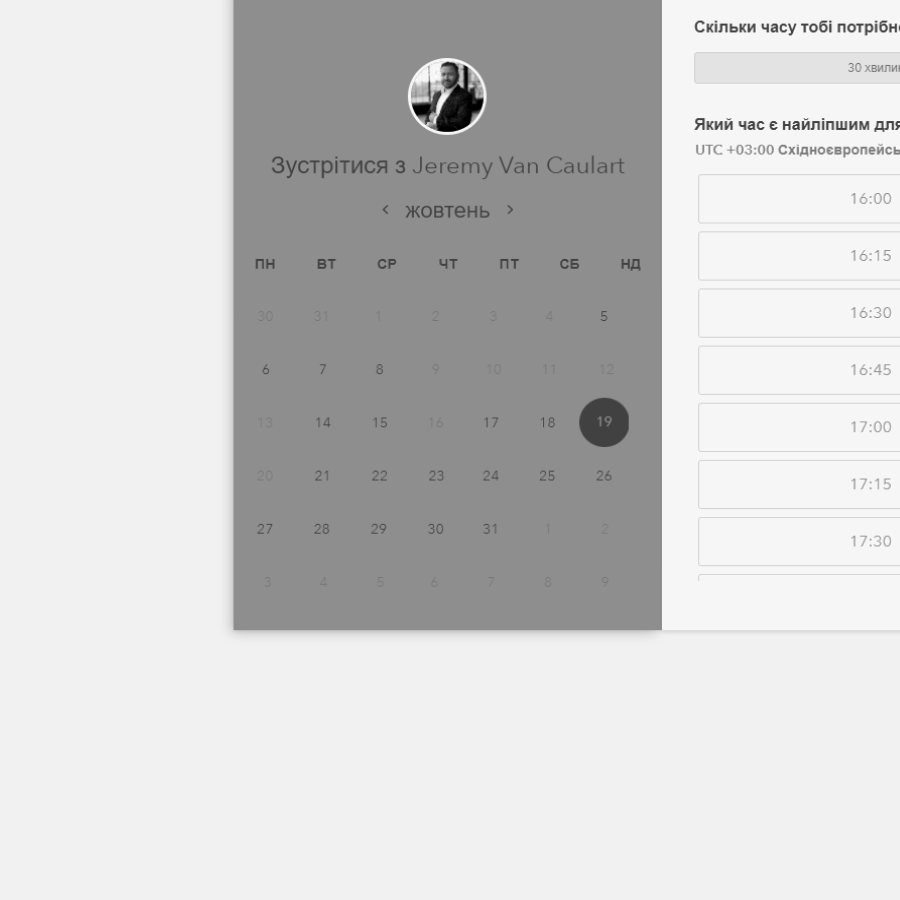 Зустрітися з Jeremy Van Caulart
жовтень
ПН ВТ СР ЧТ ПТ СБ НД
30 31 1 2 3 4 5
6 7 8 9 10 11 12
13 14 15 16 17 18 19
20 21 22 23 24 25 26
27 28 29 30 31 1 2
3 4 5 6 7 8 9
Скільки часу тобі потрібн
30 хвили
Який час є найліпшим для
UTC +03:00 Східноєвропейсь
16:00
16:15
16:30
16:45
17:00
17:15
17:30